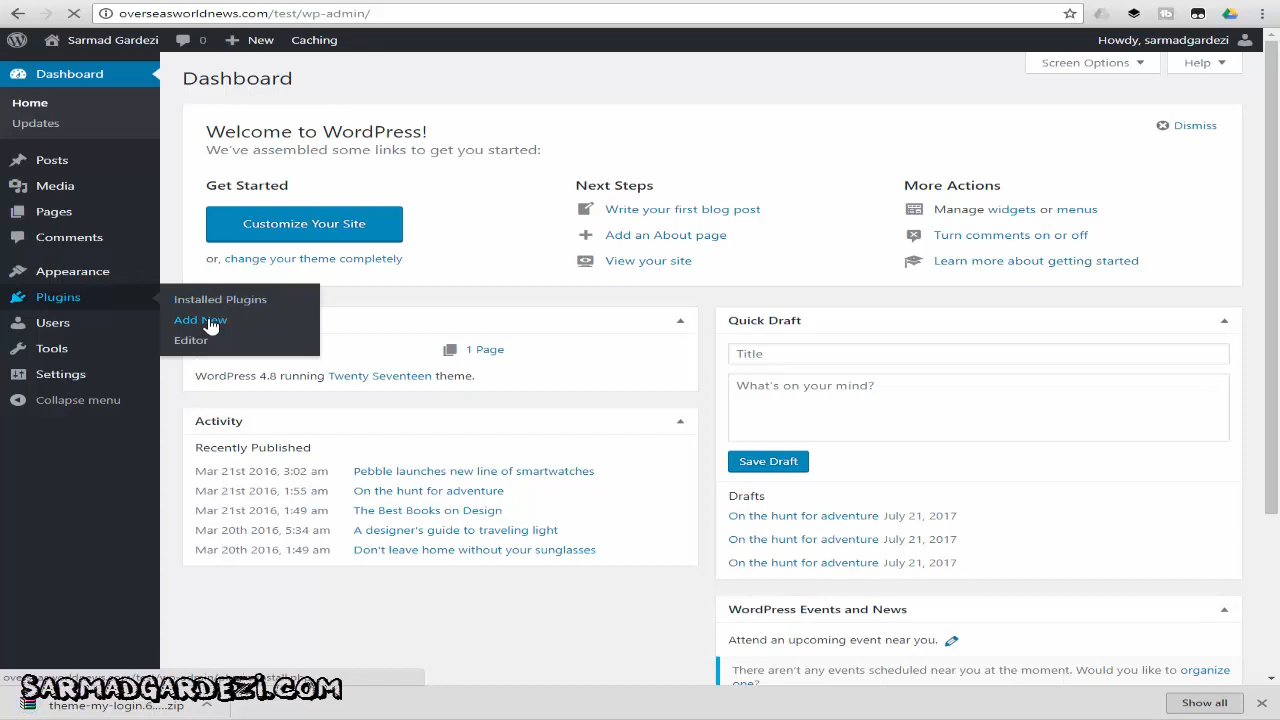 overseasworldnews.com/test/wp-admin/
Sarmad Gardezi
0
New
Caching
Howdy, sarmadgardezi
Dashboard
Home
Updates
Posts
Media
Pages
Comments
Appearance
Plugins
Users
Tools
Settings
Collapse menu
Installed Plugins
Add New
Editor
Dashboard
Screen Options
Help
Welcome to WordPress!
We've assembled some links to get you started:
Dismiss
Get Started
Customize Your Site
or, change your theme completely
Next Steps
Write your first blog post
Add an About page
View your site
More Actions
Manage widgets or menus
Turn comments on or off
Learn more about getting started
1 Page
WordPress 4.8 running Twenty Seventeen theme.
Activity
Recently Published
Mar 21st 2016, 3:02 am Pebble launches new line of smartwatches
Mar 21st 2016, 1:55 am On the hunt for adventure
Mar 21st 2016, 1:49 am The Best Books on Design
Mar 20th 2016, 5:34 am A designer's guide to traveling light
Mar 20th 2016, 1:49 am Don't leave home without your sunglasses
Quick Draft
Title
What's on your mind?
Save Draft
Drafts
On the hunt for adventure July 21, 2017
On the hunt for adventure July 21, 2017
On the hunt for adventure July 21, 2017
WordPress Events and News
Attend an upcoming event near you.
There aren't any events scheduled near you at the moment. Would you like to organize
one?
SARMADGARDEZI.COM
theme-my-login.6.....zip
Show all